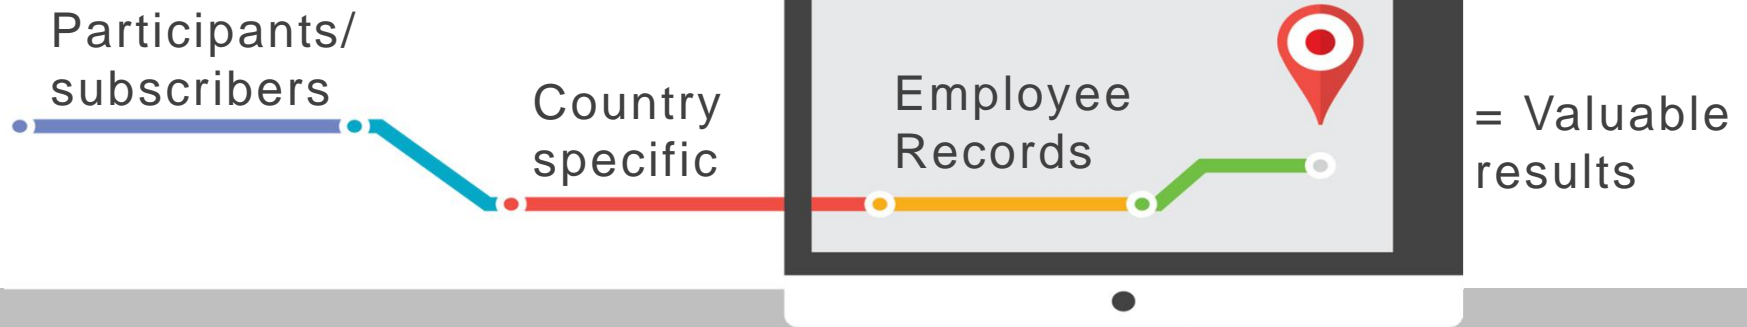 Participants/
subscribers
Country
specific
Employee
Records
= Valuable
results